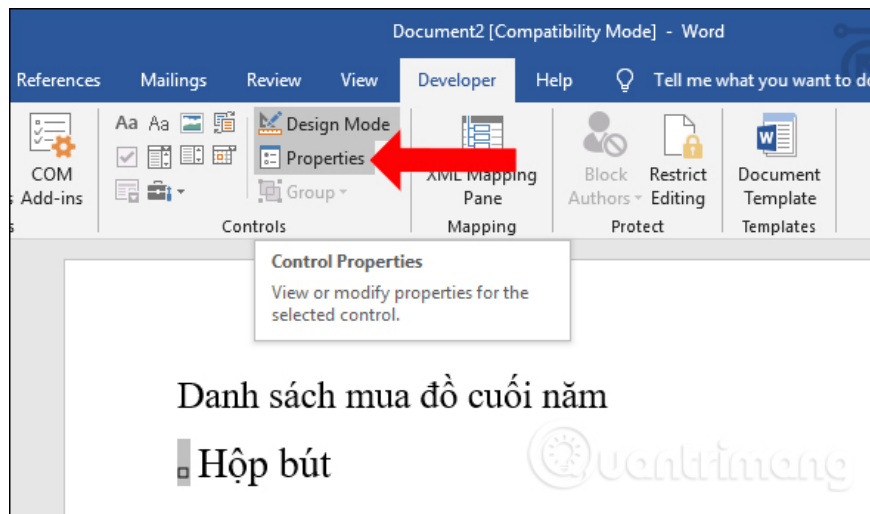 Document2 [Compatibility Mode] - Word
References Mailings Review View Developer Help Tell me what you want to do
Aa Aa Design Mode
Properties
COM XML Mapping Block Restrict Document
Add-ins Group Pane Authors Editing Template
Controls Mapping Protect Templates
Control Properties
View or modify properties for the
selected control.
Danh sách mua đồ cuối năm
Hộp bút
Quantrimang